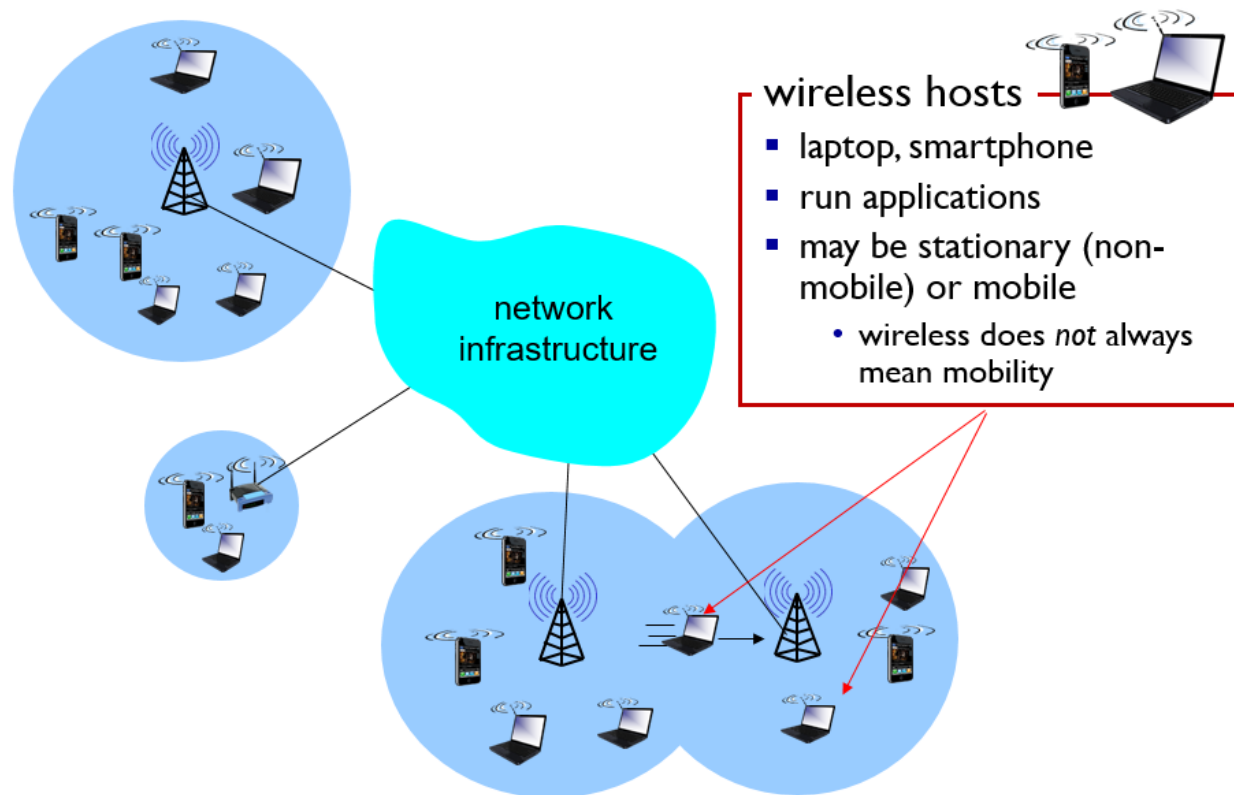 wireless hosts
▪ laptop, smartphone
▪ run applications
▪ may be stationary (non-
mobile) or mobile
• wireless does not always
mean mobility
network
infrastructure